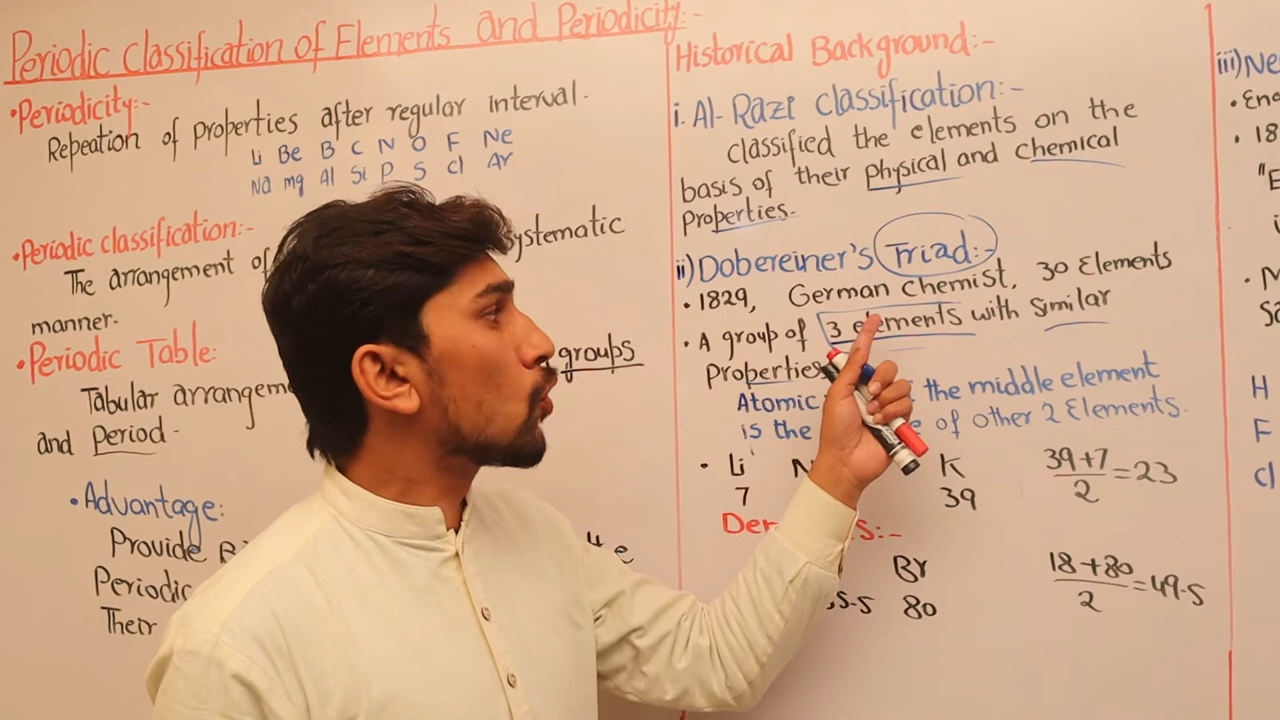 Periodic Classification of Elements and Periodicity:-
• Periodicity:-
Repeation of properties after regular interval.
Li Be B C N O F Ne
Na mg Al Si P S Cl Ar
• Periodic classification:-
The arrangement of systematic
manner.
• Periodic Table:
Tabular arrangem groups
and Period -
• Advantage:
Provide
Periodic
Their
Historical Background:-
i. Al-Razi Classification:-
classified the elements on the
basis of their physical and chemical
Properties.
ii) Dobereiner's Triad:-
• 1829, German Chemist, 30 Elements
• A group of 3 elements with Similar
Properties
Atomic the middle element
is the of other 2 Elements.
• Li N K 39+7/2 = 23
7 39
Br 18+80/2 = 49.5
80
iii) Ne
• 18
H
F
Cl